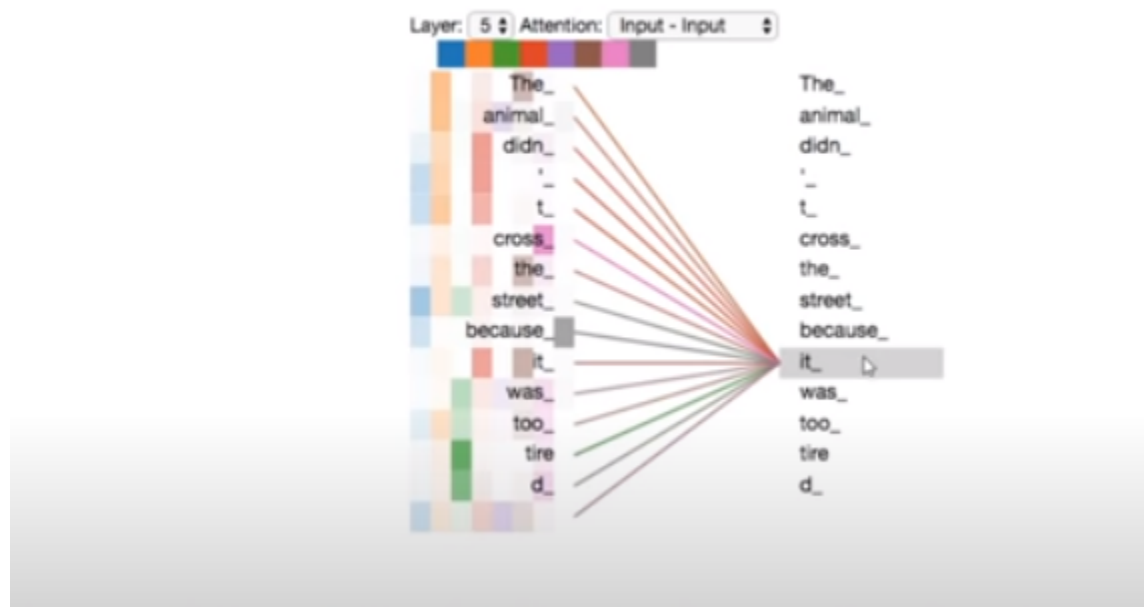 Layer: 5 Attention: Input - Input
The_ The_
animal_ animal_
didn_ didn_
'_ '_
t_ t_
cross_ cross_
the_ the_
street_ street_
because_ because_
it_ it_
was_ was_
too_ too_
tire tire
d_ d_